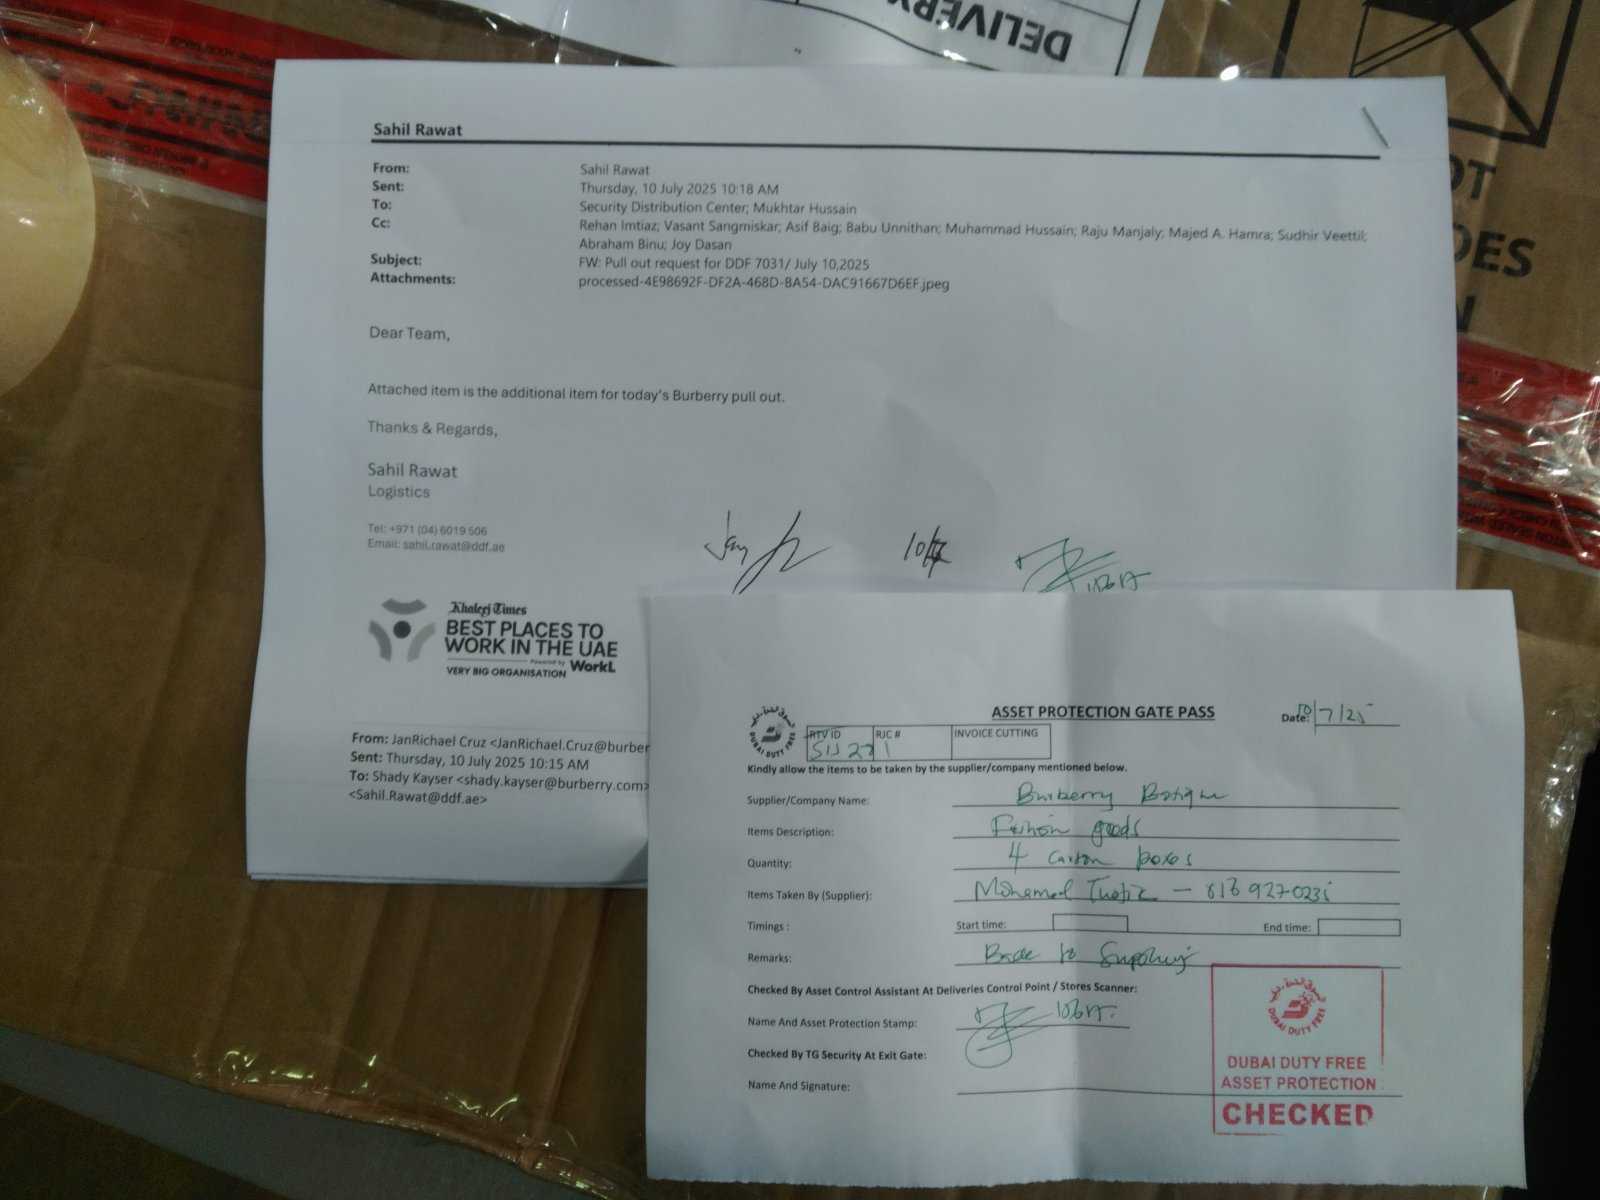 DELIVERY
Sahil Rawat
From: Sahil Rawat
Sent: Thursday, 10 July 2025 10:18 AM
To: Security Distribution Center; Mukhtar Hussain
Cc: Rehan Imtiaz; Vasant Sangmiskar; Asif Baig; Babu Unnithan; Muhammad Hussain; Raju Manjaly; Majed A. Hamra; Sudhir Veettil;
Abraham Binu; Joy Dasan
Subject: FW: Pull out request for DDF 7031/ July 10,2025
Attachments: processed-4E98692F-DF2A-468D-BA54-DAC91667D6EF.jpeg
Dear Team,
Attached item is the additional item for today's Burberry pull out.
Thanks & Regards,
Sahil Rawat
Logistics
Tel: +971 (04) 6019 506
Email: sahil.rawat@ddf.ae
10/7
Khaleej Times
BEST PLACES TO
WORK IN THE UAE
Powered by WorkL
VERY BIG ORGANISATION
From: JanRichael Cruz <JanRichael.Cruz@burber
Sent: Thursday, 10 July 2025 10:15 AM
To: Shady Kayser <shady.kayser@burberry.com>
<Sahil.Rawat@ddf.ae>
ASSET PROTECTION GATE PASS
Date: 10/7/25
DUBAI DUTY FREE
RTV ID RJC # INVOICE CUTTING
Kindly allow the items to be taken by the supplier/company mentioned below.
Supplier/Company Name: Burberry
Items Description: goods
Quantity: 4 carton boxes
Items Taken By (Supplier): Mohamed
Timings : Start time: End time:
Remarks: to
Checked By Asset Control Assistant At Deliveries Control Point / Stores Scanner:
Name And Asset Protection Stamp:
Checked By TG Security At Exit Gate:
Name And Signature:
DUBAI DUTY FREE
DUBAI DUTY FREE
ASSET PROTECTION
CHECKED